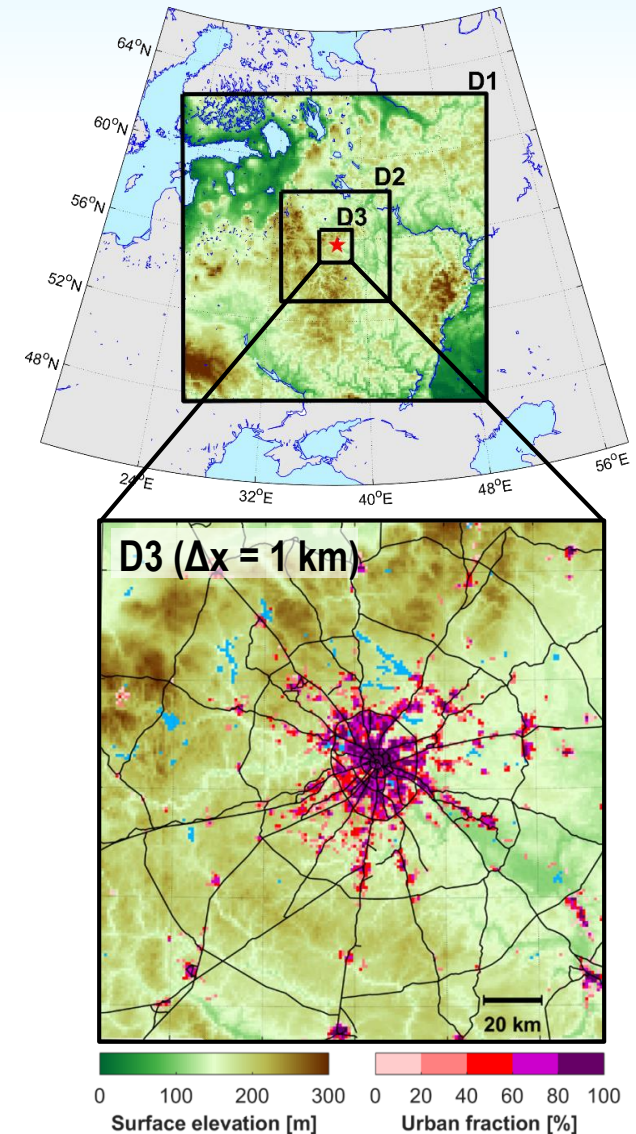 64°N
60°N
56°N
52°N
48°N
24°E
32°E
40°E
48°E
56°E
D1
D2
D3
D3 (Δx = 1 km)
20 km
0 100 200 300
Surface elevation [m]
0 20 40 60 80 100
Urban fraction [%]